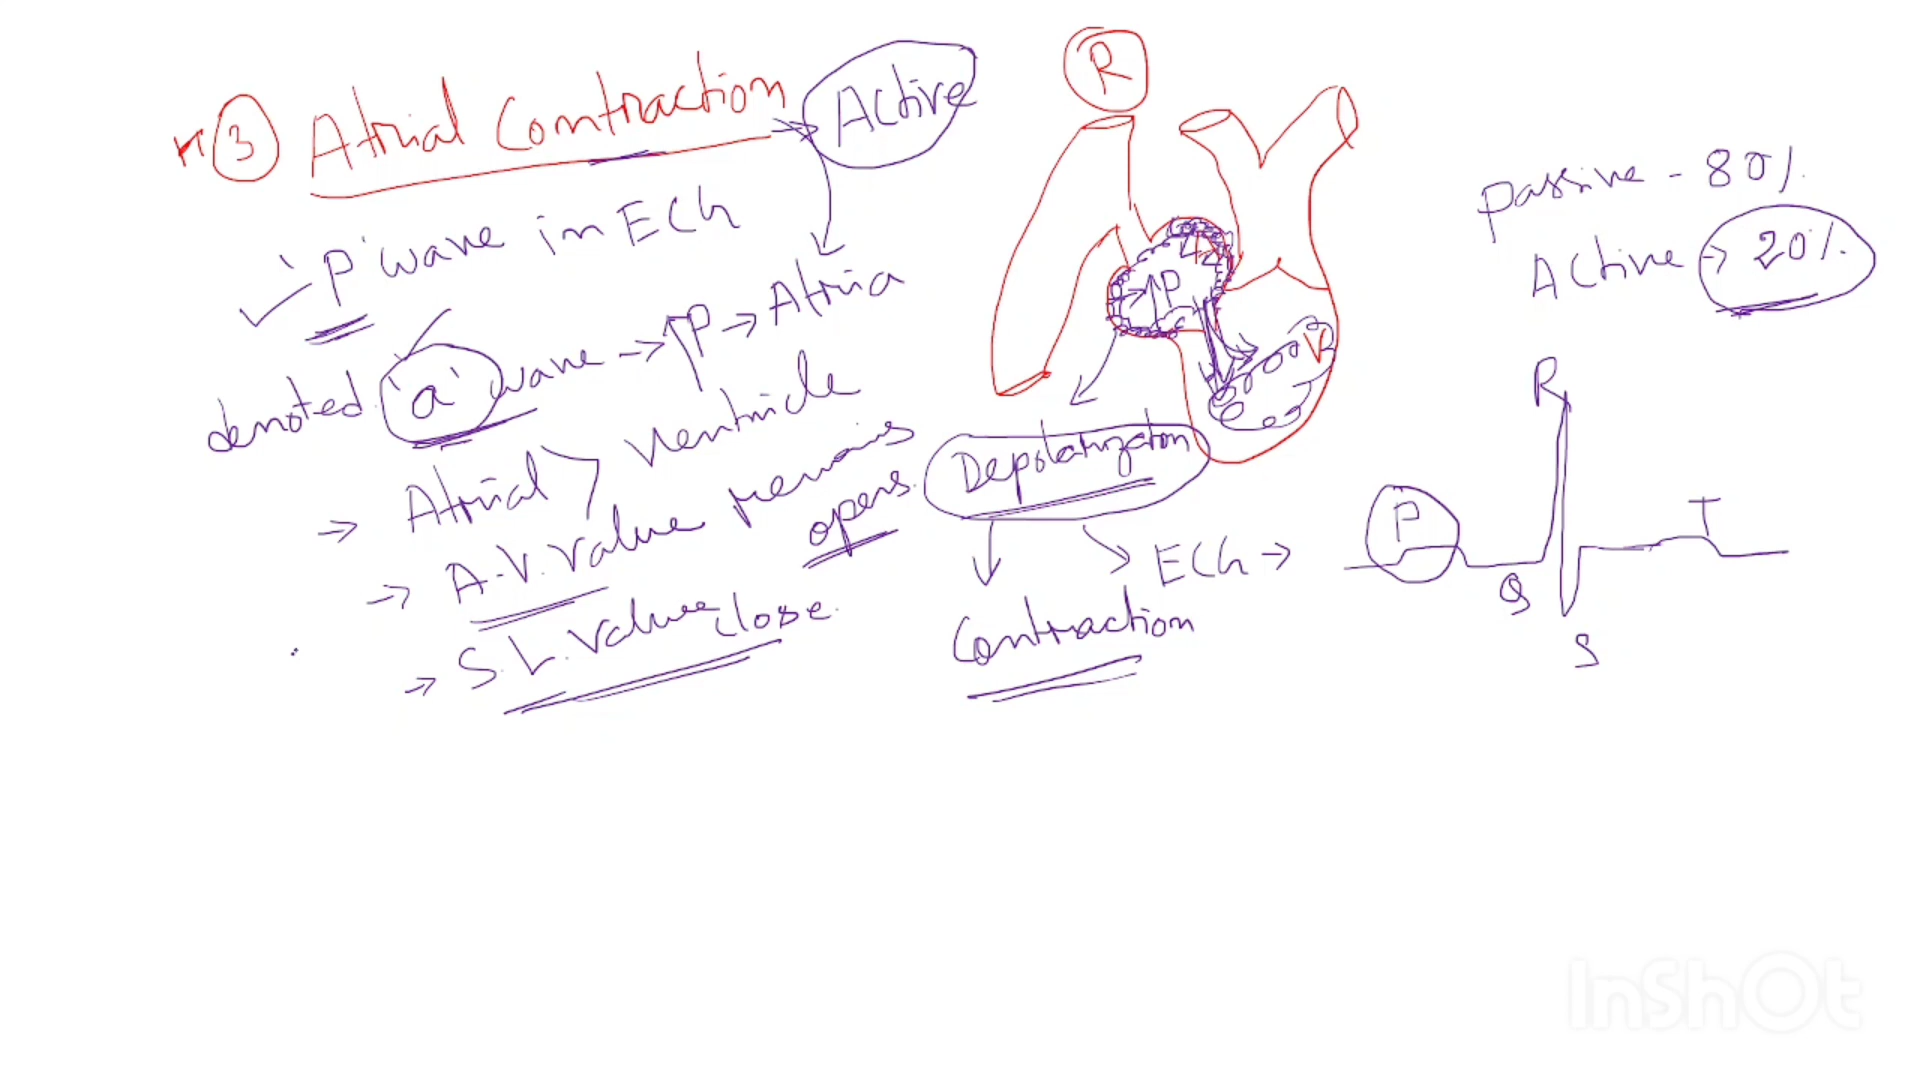 ③ Atrial Contraction → Active
'P' wave in ECG
denoted 'a' wave → ↑P → Atria
→ Atrial > Ventricle
→ A.V. Valve remains
opens.
→ S.L. Valve close.
R
P
V
Depolarization
Contraction
→ ECG →
Passive - 80%
Active → 20%
R
P
T
Q
S
InShOt